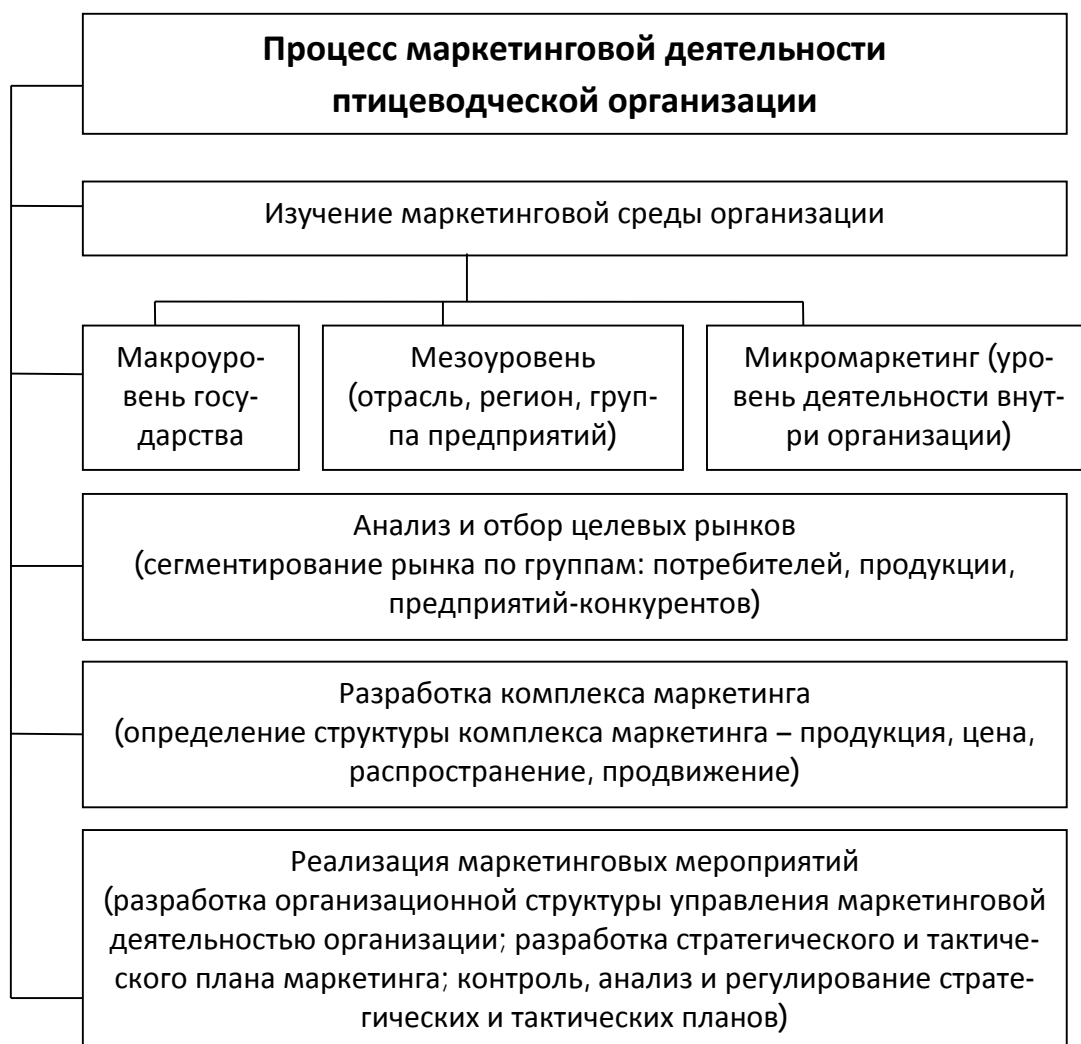 Процесс маркетинговой деятельности
птицеводческой организации
Изучение маркетинговой среды организации
Макроуро-
вень госу-
дарства
Мезоуровень
(отрасль, регион, груп-
па предприятий)
Микромаркетинг (уро-
вень деятельности внут-
ри организации)
Анализ и отбор целевых рынков
(сегментирование рынка по группам: потребителей, продукции,
предприятий-конкурентов)
Разработка комплекса маркетинга
(определение структуры комплекса маркетинга – продукция, цена,
распространение, продвижение)
Реализация маркетинговых мероприятий
(разработка организационной структуры управления маркетинговой
деятельностью организации; разработка стратегического и тактиче-
ского плана маркетинга; контроль, анализ и регулирование страте-
гических и тактических планов)